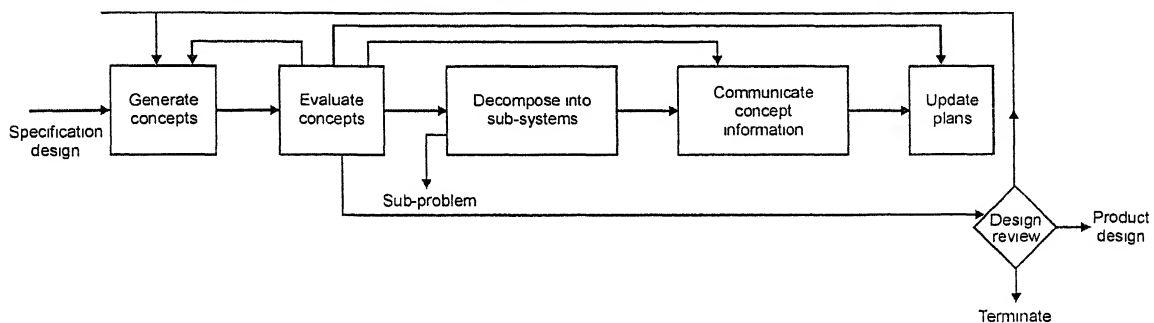 Generate
concepts
Evaluate
concepts
Decompose into
sub-systems
Communicate
concept
information
Update
plans
Specification
design
Sub-problem
Design
review
Product
design
Terminate